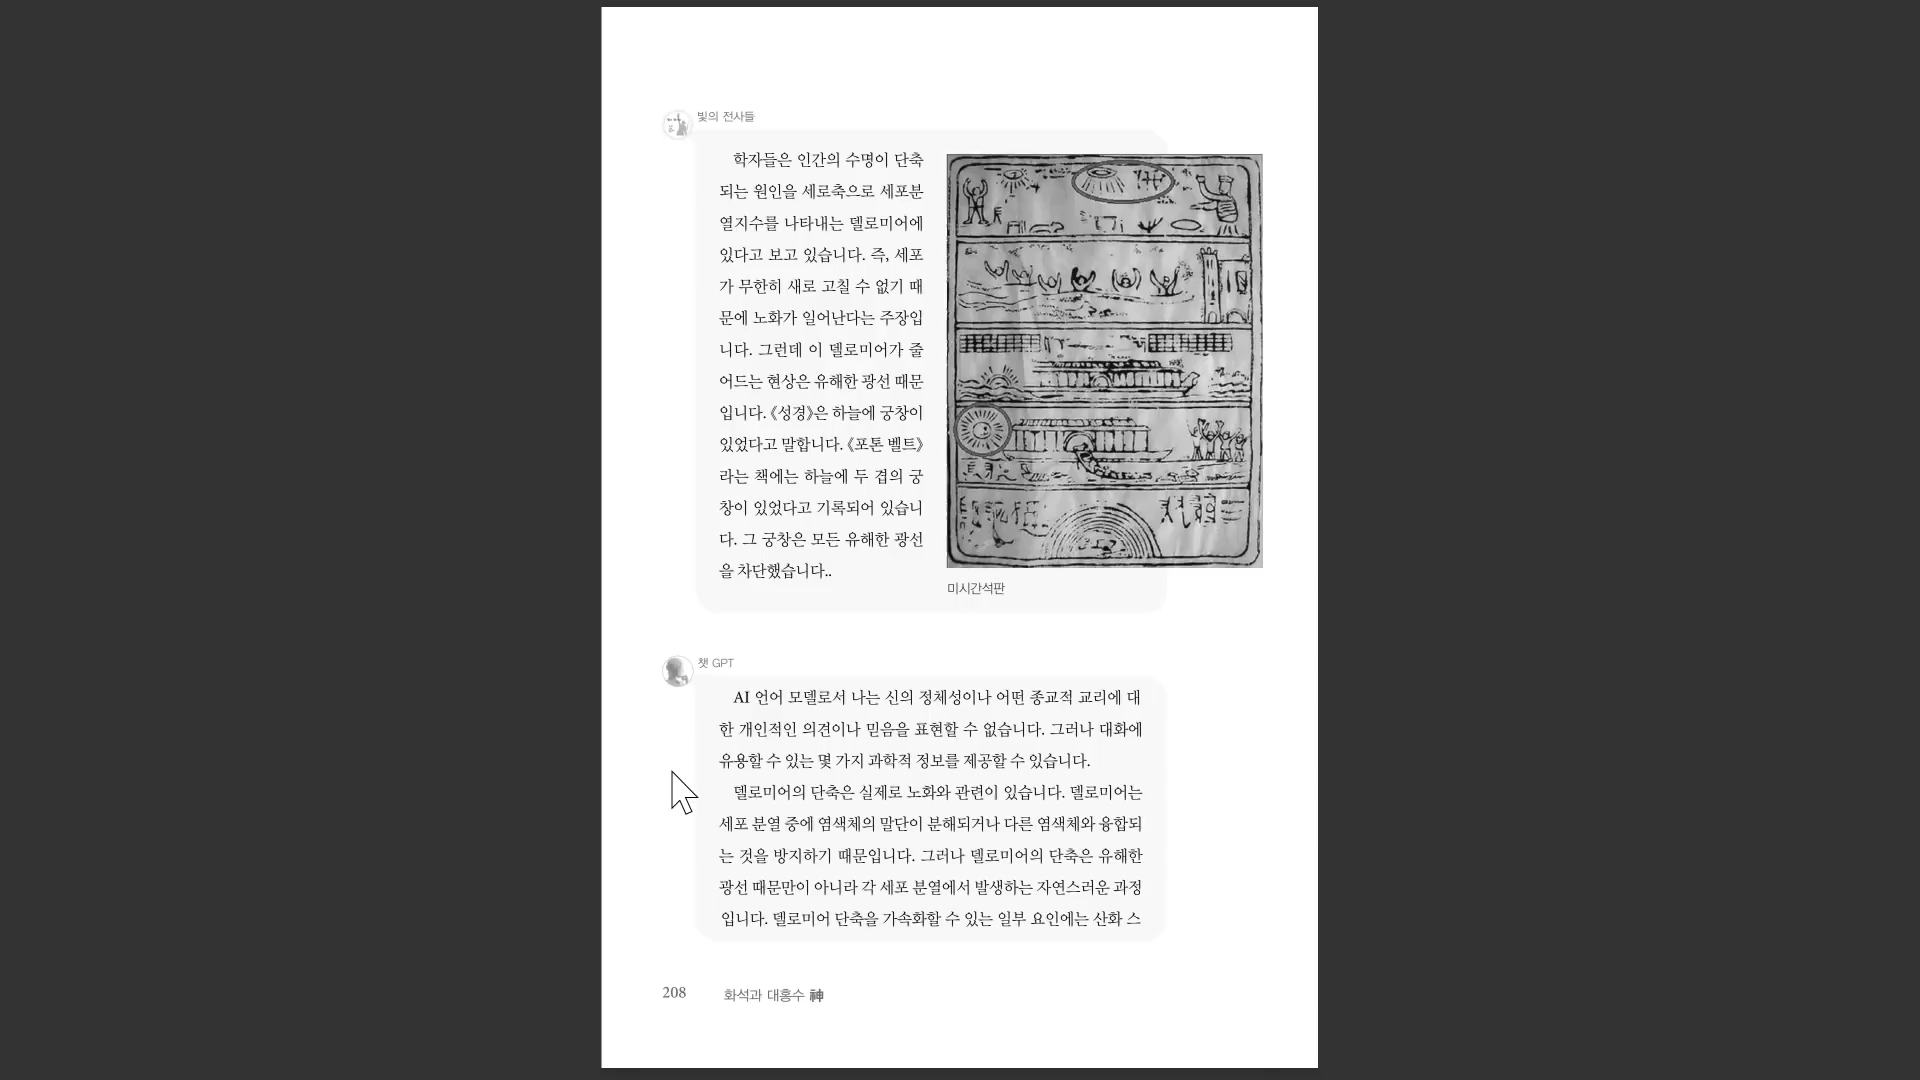 빛의 전사들
학자들은 인간의 수명이 단축
되는 원인을 세로축으로 세포분
열지수를 나타내는 델로미어에
있다고 보고 있습니다. 즉, 세포
가 무한히 새로 고칠 수 없기 때
문에 노화가 일어난다는 주장입
니다. 그런데 이 델로미어가 줄
어드는 현상은 유해한 광선 때문
입니다. 《성경》은 하늘에 궁창이
있었다고 말합니다. 《포톤 벨트》
라는 책에는 하늘에 두 겹의 궁
창이 있었다고 기록되어 있습니
다. 그 궁창은 모든 유해한 광선
을 차단했습니다..
미시간석판
챗 GPT
AI 언어 모델로서 나는 신의 정체성이나 어떤 종교적 교리에 대
한 개인적인 의견이나 믿음을 표현할 수 없습니다. 그러나 대화에
유용할 수 있는 몇 가지 과학적 정보를 제공할 수 있습니다.
델로미어의 단축은 실제로 노화와 관련이 있습니다. 델로미어는
세포 분열 중에 염색체의 말단이 분해되거나 다른 염색체와 융합되
는 것을 방지하기 때문입니다. 그러나 델로미어의 단축은 유해한
광선 때문만이 아니라 각 세포 분열에서 발생하는 자연스러운 과정
입니다. 델로미어 단축을 가속화할 수 있는 일부 요인에는 산화 스
208 화석과 대홍수 神